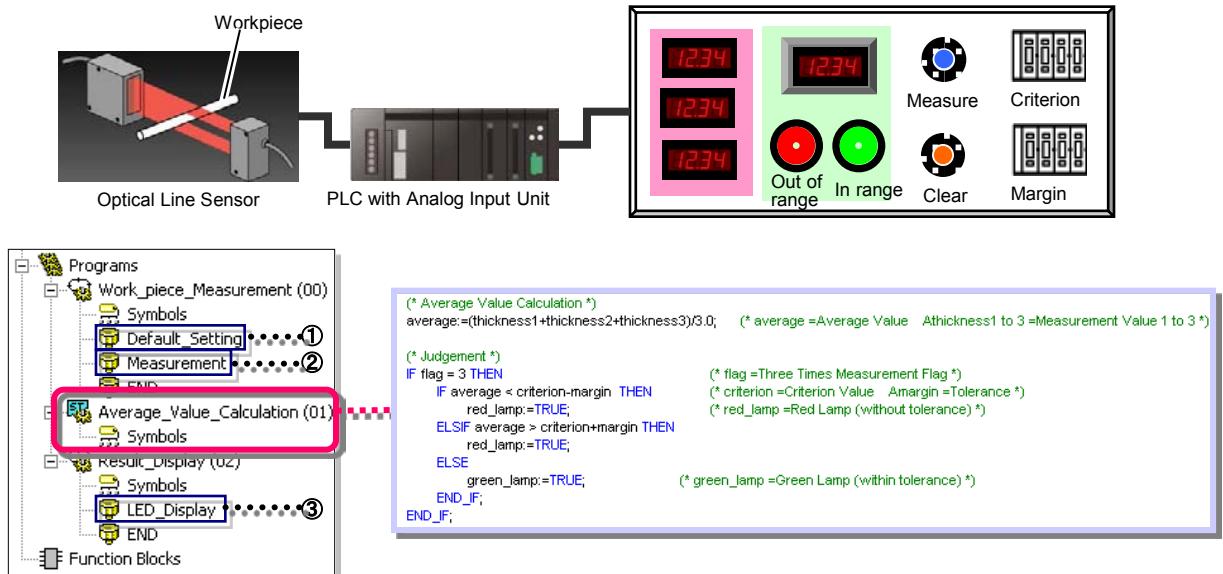 Workpiece
12.34
12.34
12.34
12.34
Measure
Criterion
Out of range
In range
Clear
Margin
Optical Line Sensor
PLC with Analog Input Unit
Programs
Work_piece_Measurement (00)
Symbols
Default_Setting ①
Measurement ②
END
Average_Value_Calculation (01)
ST
Symbols
Result_Display (02)
Symbols
LED_Display ③
END
Function Blocks
(* Average Value Calculation *)
average:=(thickness1+thickness2+thickness3)/3.0; (* average =Average Value Athickness1 to 3 =Measurement Value 1 to 3 *)
(* Judgement *)
IF flag = 3 THEN (* flag =Three Times Measurement Flag *)
IF average < criterion-margin THEN (* criterion =Criterion Value Amargin =Tolerance *)
red_lamp:=TRUE; (* red_lamp =Red Lamp (without tolerance) *)
ELSIF average > criterion+margin THEN
red_lamp:=TRUE;
ELSE
green_lamp:=TRUE; (* green_lamp =Green Lamp (within tolerance) *)
END_IF;
END_IF;